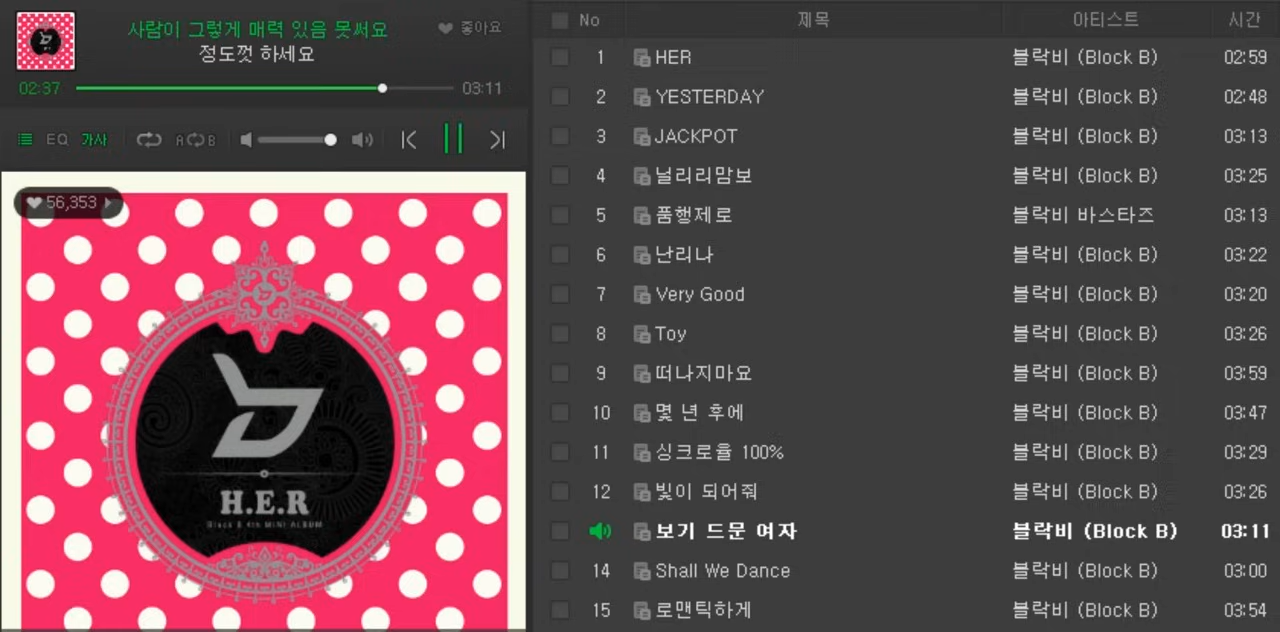 사람이 그렇게 매력 있음 못써요
정도껏 하세요
좋아요
02:37
03:11
EQ 가사 A B
56,353
H.E.R
Block B 4th MINI ALBUM
No 제목 아티스트 시간
1 HER 블락비 (Block B) 02:59
2 YESTERDAY 블락비 (Block B) 02:48
3 JACKPOT 블락비 (Block B) 03:13
4 널리리맘보 블락비 (Block B) 03:25
5 품행제로 블락비 바스타즈 03:13
6 난리나 블락비 (Block B) 03:22
7 Very Good 블락비 (Block B) 03:20
8 Toy 블락비 (Block B) 03:26
9 떠나지마요 블락비 (Block B) 03:59
10 몇 년 후에 블락비 (Block B) 03:47
11 싱크로율 100% 블락비 (Block B) 03:29
12 빛이 되어줘 블락비 (Block B) 03:26
보기 드문 여자 블락비 (Block B) 03:11
14 Shall We Dance 블락비 (Block B) 03:00
15 로맨틱하게 블락비 (Block B) 03:54